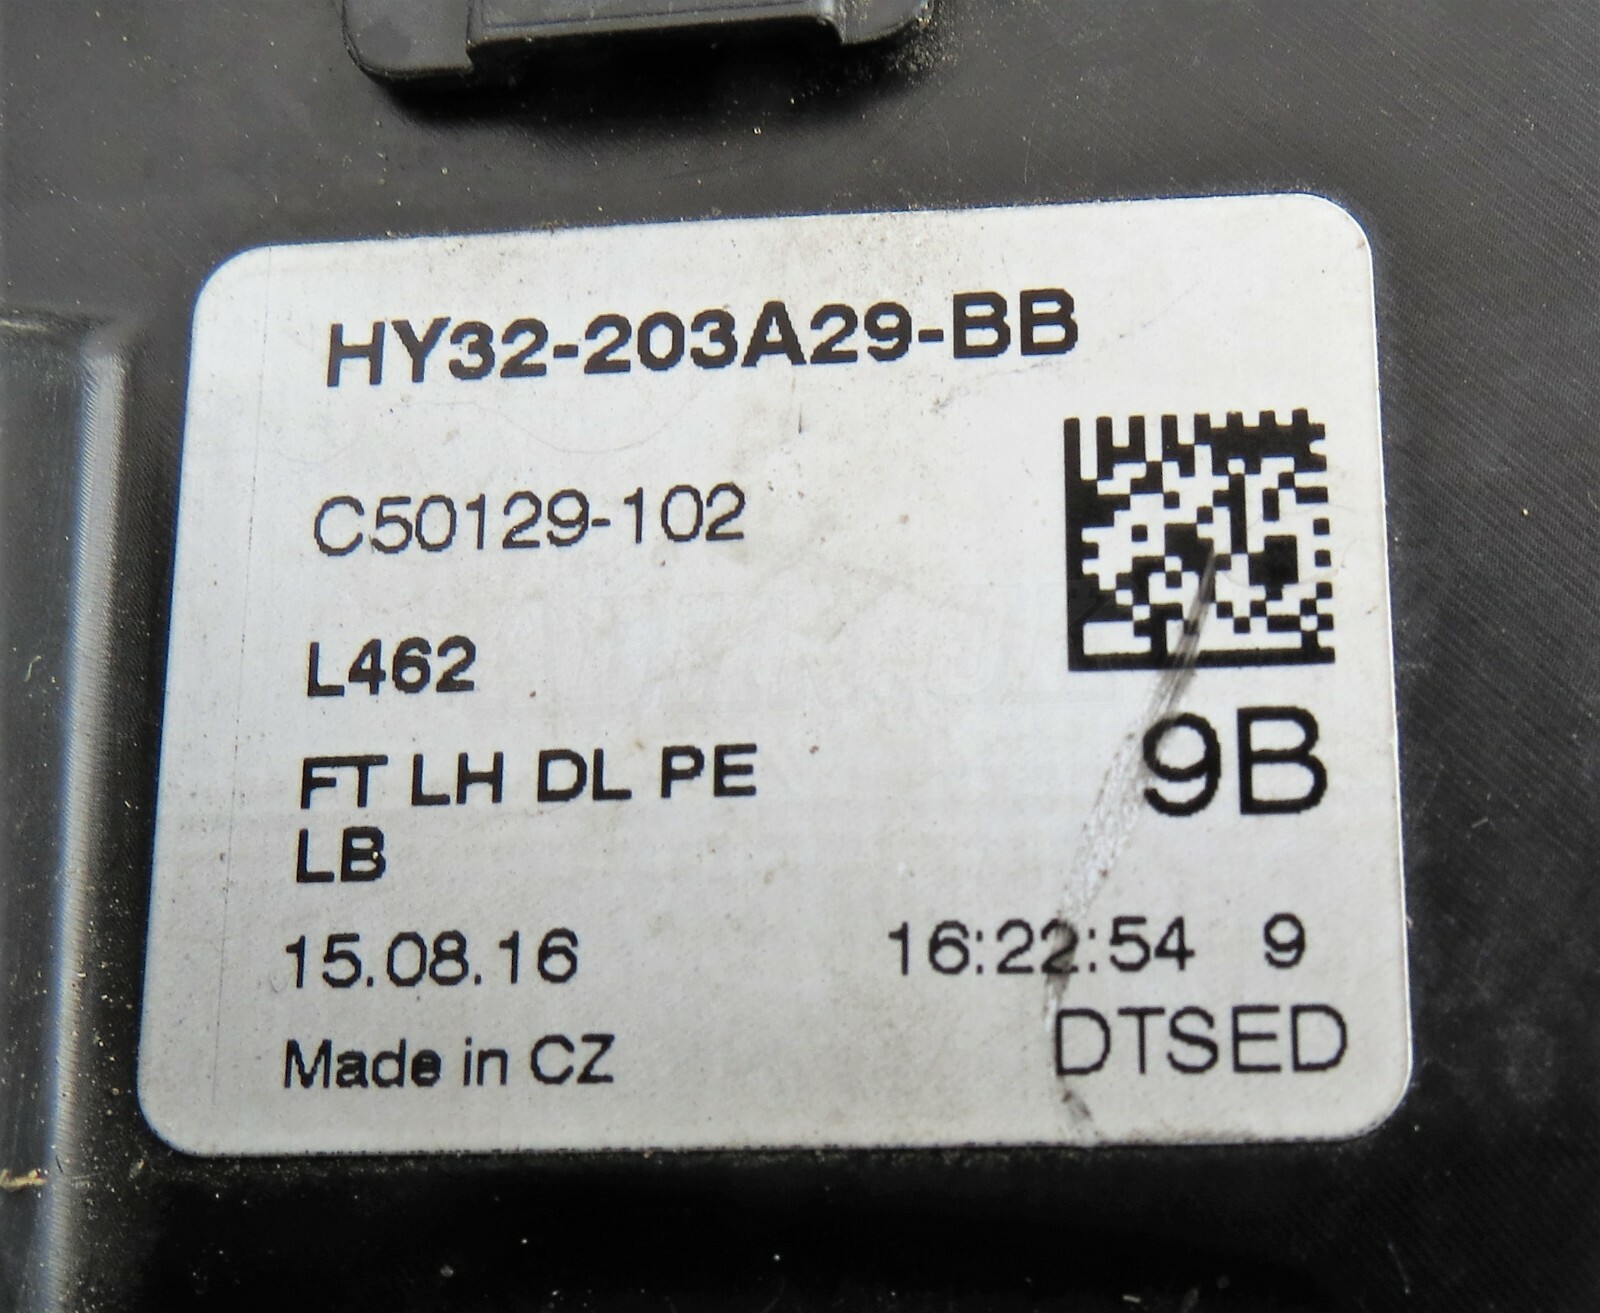 HY32-203A29-BB
C50129-102
L462
FT LH DL PE
LB
9B
15.08.16 16:22:54 9
Made in CZ DTSED